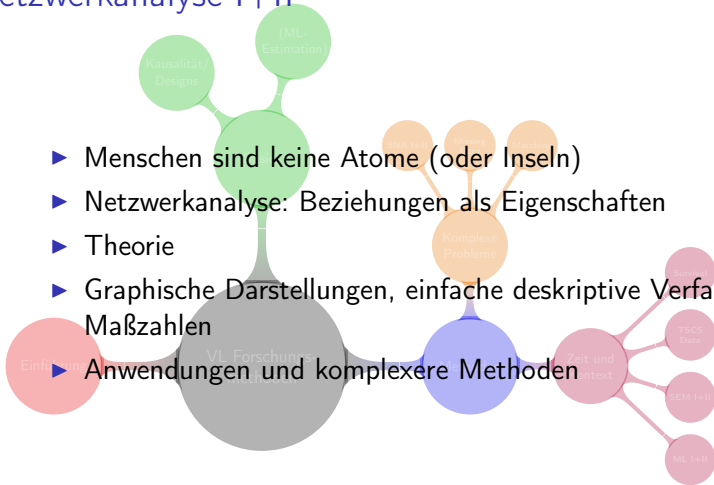 etzwerkanalyse I+II
(ML-
Estimation)
Kausalität/
Designs
▶ Menschen sind keine Atome (oder Inseln)
▶ Netzwerkanalyse: Beziehungen als Eigenschaften
▶ Theorie
Komplexe
Probleme
▶ Graphische Darstellungen, einfache deskriptive Verfa
Maßzahlen
▶ Anwendungen und komplexere Methoden
VL Forschungs-
methoden
Zeit und
Kontext
Survival
TSCS
Data
SEM I+II
ML I+II